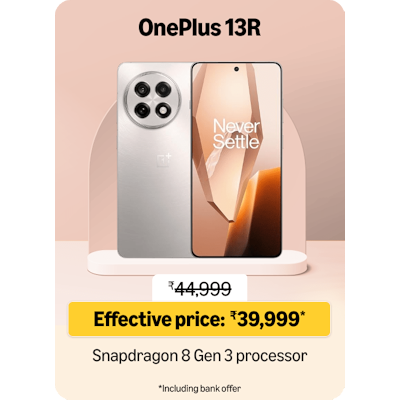 OnePlus 13R
Never
Settle
₹44,999
Effective price: ₹39,999*
Snapdragon 8 Gen 3 processor
*Including bank offer